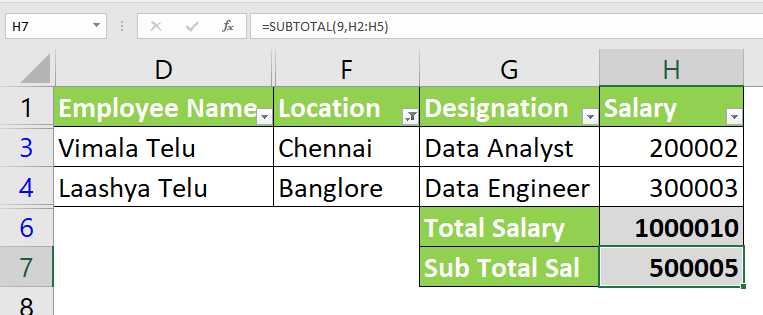 H7 fx =SUBTOTAL(9,H2:H5)
D F G H
1 Employee Name Location Designation Salary
3 Vimala Telu Chennai Data Analyst 200002
4 Laashya Telu Banglore Data Engineer 300003
6 Total Salary 1000010
7 Sub Total Sal 500005
8